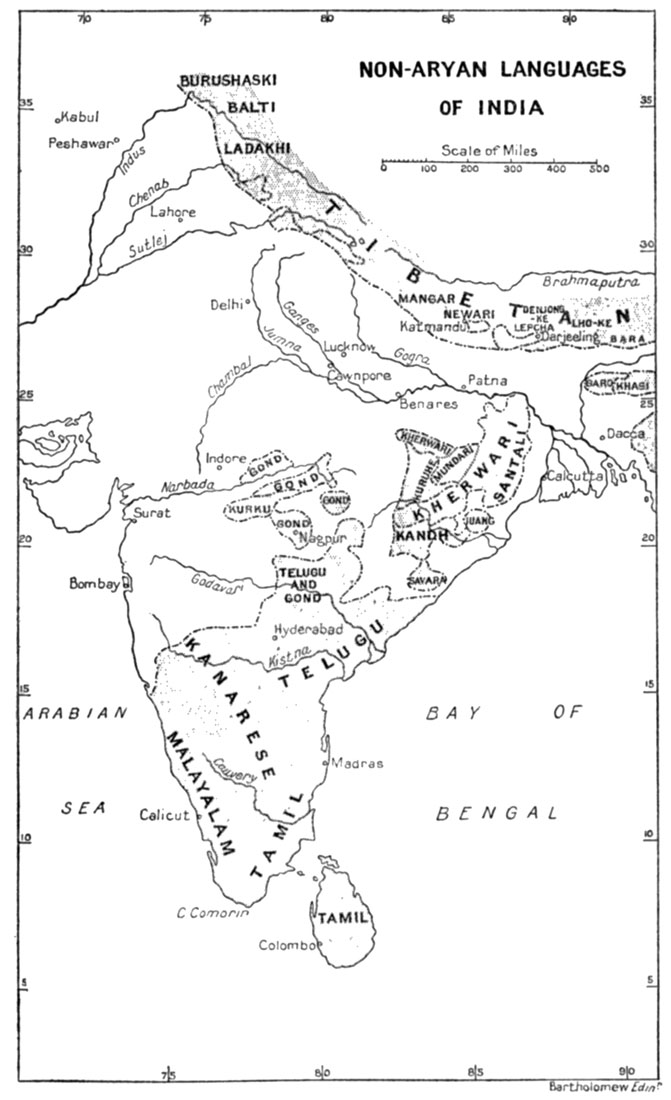 70 75 80 85 90
NON-ARYAN LANGUAGES
OF INDIA
Scale of Miles
0 100 200 300 400 500
BURUSHASKI
BALTI
LADAKHI
35
35
Kabul
Peshawar
Indus
Chenab
Lahore
Sutlej
30
30
TIBETAN
Brahmaputra
MANGAR
NEWARI
DENJONG
-KE
LEPCHA
LHO-KEN
Katmandu
Darjeeling
BARA
Delhi
Ganges
Jumna
Lucknow
Gogra
Cawnpore
Chambal
Patna
Benares
GARO
KHASI
25
25
Dacca
Calcutta
KHERWARI
KURUKH
MUNDARI
KHERWARI
SANTALI
Indore
GOND
GOND
Narbada
KURKU
GOND
GOND
Nagpur
Surat
JUANG
KANDH
SAVARA
20
20
TELUGU
AND
GOND
Bombay
Godavari
Hyderabad
Kistna
TELUGU
KANARESE
15
15
ARABIAN
SEA
BAY OF
BENGAL
MALAYALAM
Cauvery
Madras
TAMIL
Calicut
10
10
C Comorin
TAMIL
Colombo
5
5
75 80 85 90
Bartholomew Edinr